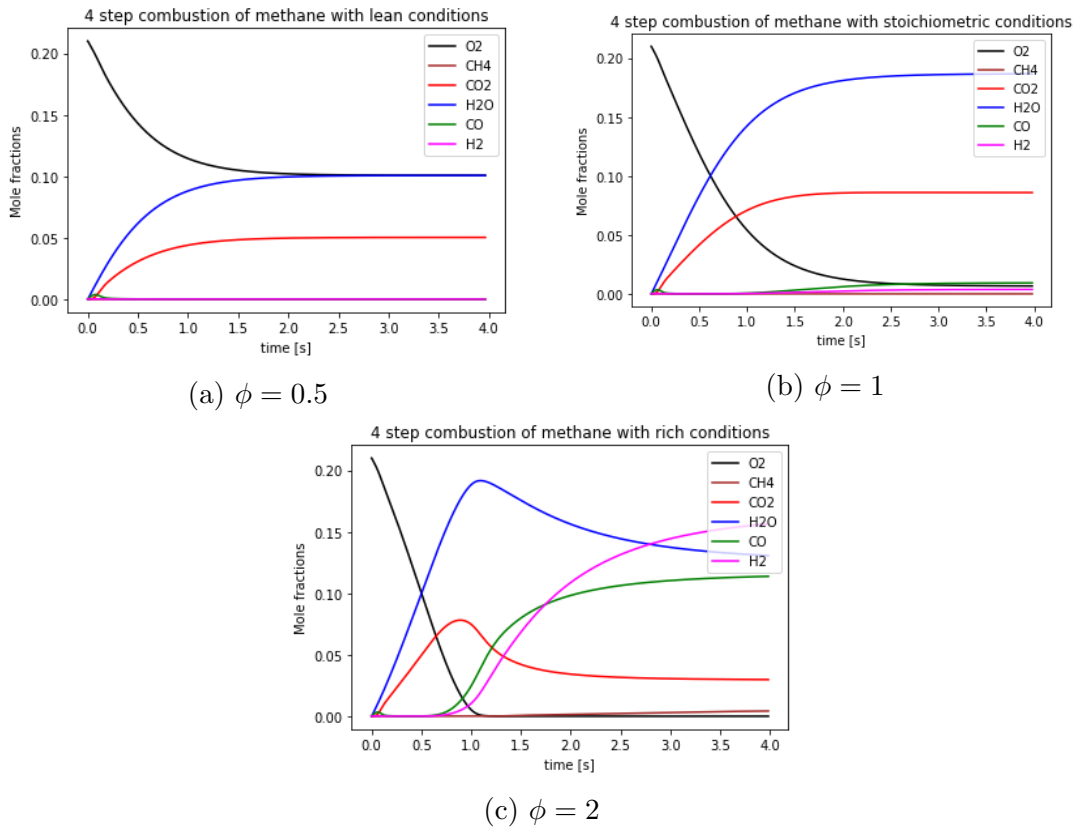 4 step combustion of methane with lean conditions
0.20
0.15
0.10
0.05
0.00
Mole fractions
O2
CH4
CO2
H2O
CO
H2
0.0 0.5 1.0 1.5 2.0 2.5 3.0 3.5 4.0
time [s]
(a) ϕ = 0.5
4 step combustion of methane with stoichiometric conditions
0.20
0.15
0.10
0.05
0.00
Mole fractions
O2
CH4
CO2
H2O
CO
H2
0.0 0.5 1.0 1.5 2.0 2.5 3.0 3.5 4.0
time [s]
(b) ϕ = 1
4 step combustion of methane with rich conditions
0.20
0.15
0.10
0.05
0.00
Mole fractions
O2
CH4
CO2
H2O
CO
H2
0.0 0.5 1.0 1.5 2.0 2.5 3.0 3.5 4.0
time [s]
(c) ϕ = 2